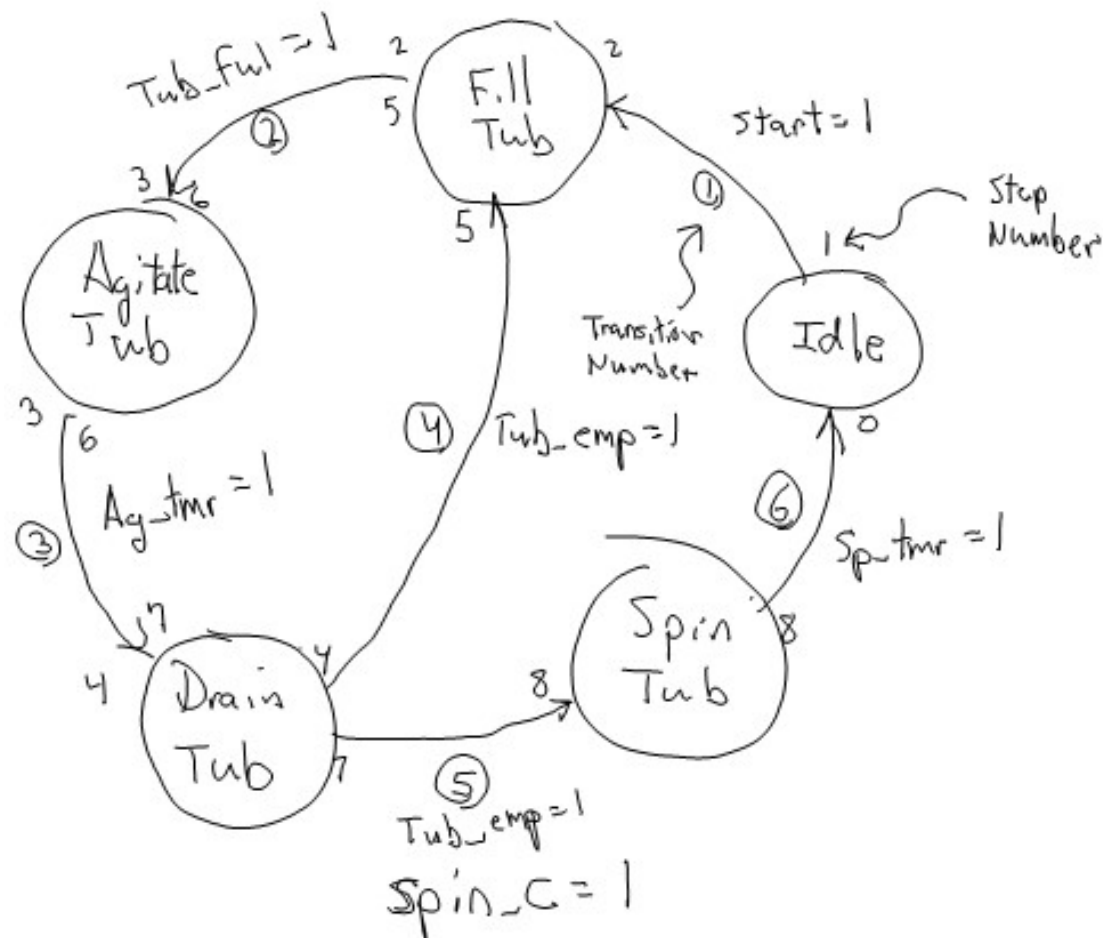 Tub_ful = 1
2
2
5
Fill
Tub
②
start = 1
①
Step
Number
3
6
5
1
Agitate
Tub
Transition
Number
Idle
3
6
④
Tub_emp = 1
0
Ag_tmr = 1
③
⑥
Sp_tmr = 1
7
4
4
Drain
Tub
7
8
Spin
Tub
8
⑤
Tub_emp = 1
Spin_C = 1